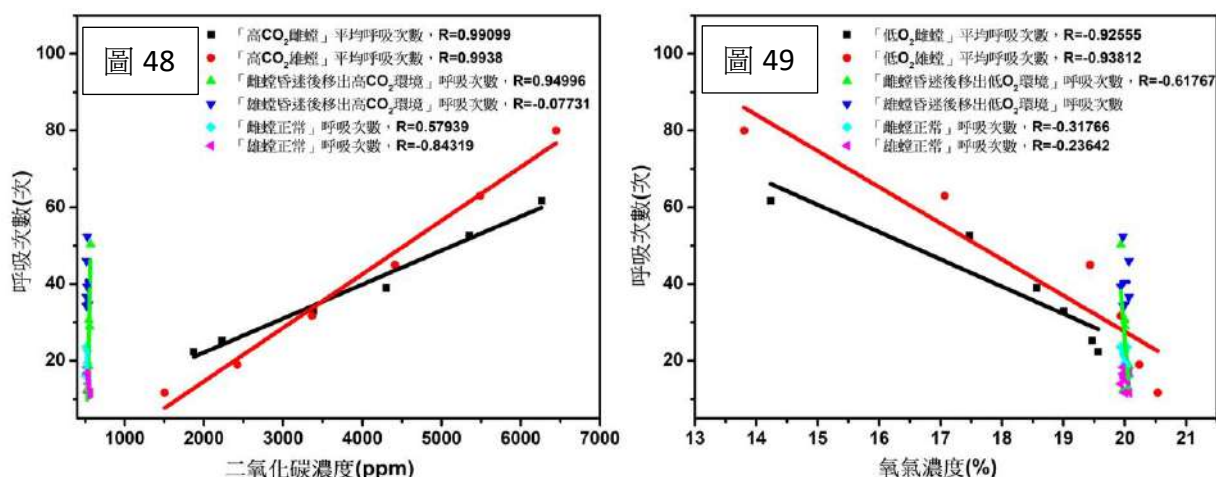 圖 48
「高CO₂雌螳」平均呼吸次數，R=0.99099
「高CO₂雄螳」平均呼吸次數，R=0.9938
「雌螳昏迷後移出高CO₂環境」呼吸次數，R=0.94996
「雄螳昏迷後移出高CO₂環境」呼吸次數，R=-0.07731
「雌螳正常」呼吸次數，R=0.57939
「雄螳正常」呼吸次數，R=-0.84319
呼吸次數(次)
100
80
60
40
20
1000 2000 3000 4000 5000 6000 7000
二氧化碳濃度(ppm)
圖 49
「低O₂雌螳」平均呼吸次數，R=-0.92555
「低O₂雄螳」平均呼吸次數，R=-0.93812
「雌螳昏迷後移出低O₂環境」呼吸次數，R=-0.61767
「雄螳昏迷後移出低O₂環境」呼吸次數
「雌螳正常」呼吸次數，R=-0.31766
「雄螳正常」呼吸次數，R=-0.23642
呼吸次數(次)
100
80
60
40
20
13 14 15 16 17 18 19 20 21
氧氣濃度(%)